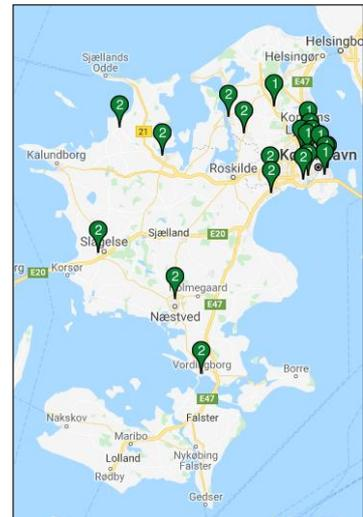 Helsingbo
Sjællands
Odde
Helsingør
E47
2
2
1
2
2
Kon
L
1
21
2
2
1
København
Roskilde
Kalundborg
2
Sjælland
E20
Slagelse
rg
E20
Korsør
2
Holmegaard
E47
Næstved
2
Vordingborg
Borre
E47
Nakskov
Falster
Maribo
Lolland
Nykøbing
Falster
Rødby
Gedser